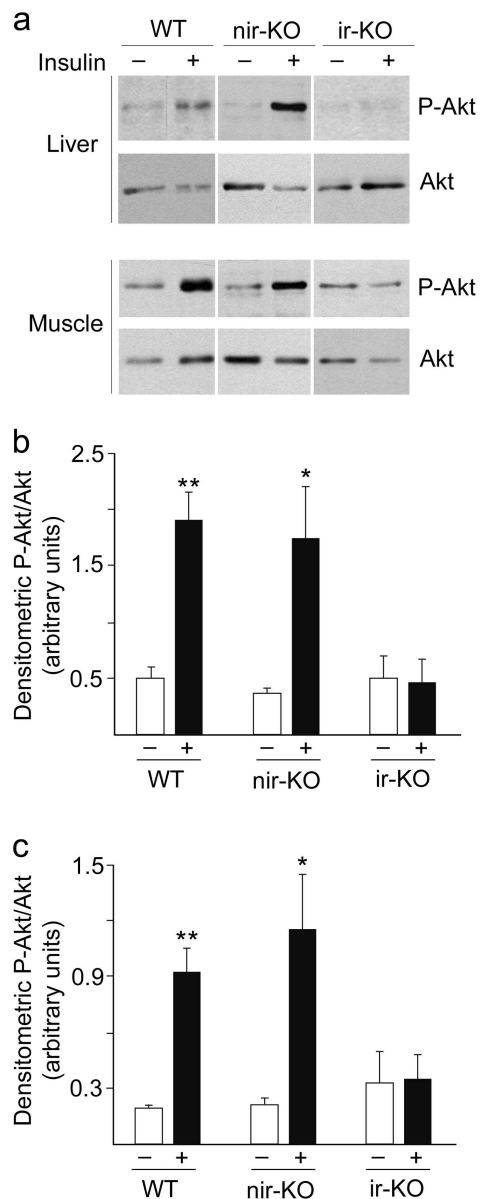 a
WT nir-KO ir-KO
Insulin – + – + – +
P-Akt
Liver
Akt
P-Akt
Muscle
Akt
b
Densitometric P-Akt/Akt
(arbitrary units)
2.5
1.5
0.5
** *
– + – + – +
WT nir-KO ir-KO
c
Densitometric P-Akt/Akt
(arbitrary units)
1.5
0.9
0.3
** *
– + – + – +
WT nir-KO ir-KO